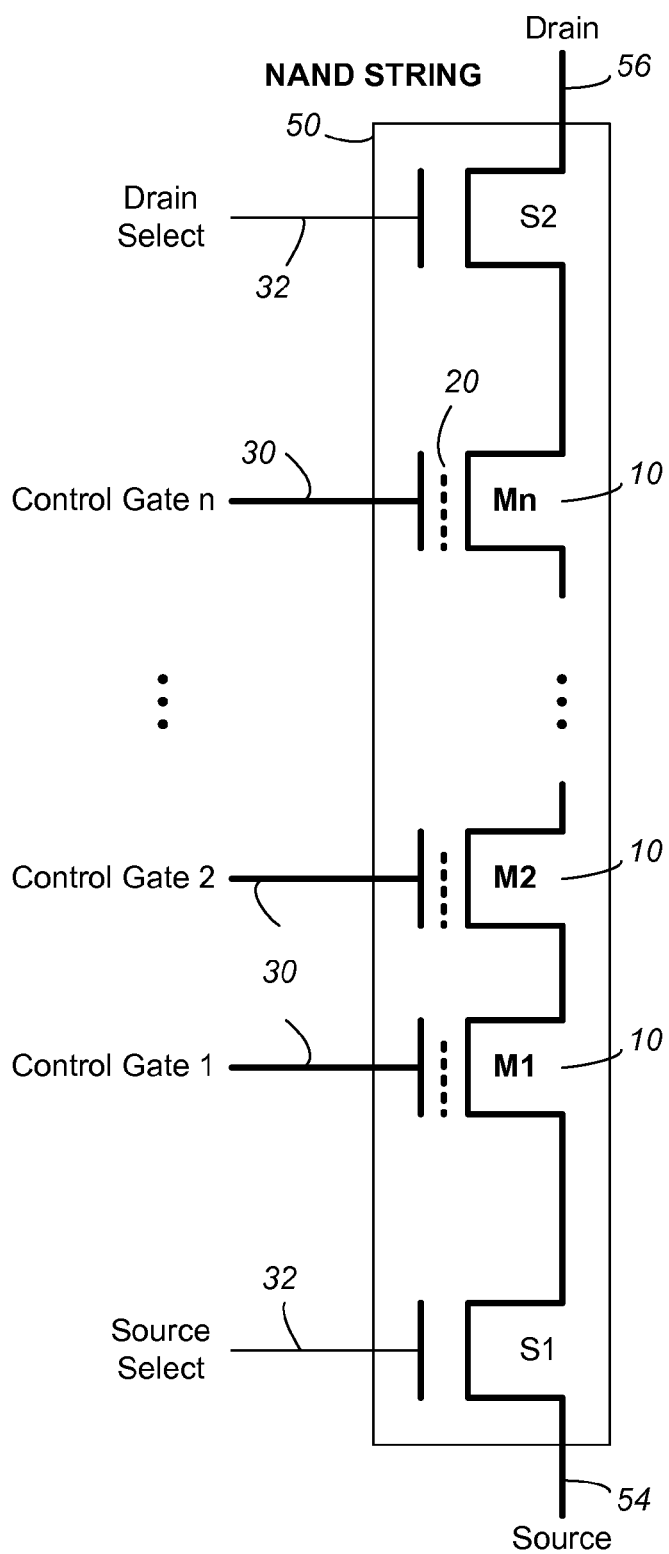 Drain
56
NAND STRING
50
Drain
Select
32
S2
20
30
Control Gate n
Mn
10
Control Gate 2
M2
10
30
Control Gate 1
M1
10
32
Source
Select
S1
54
Source